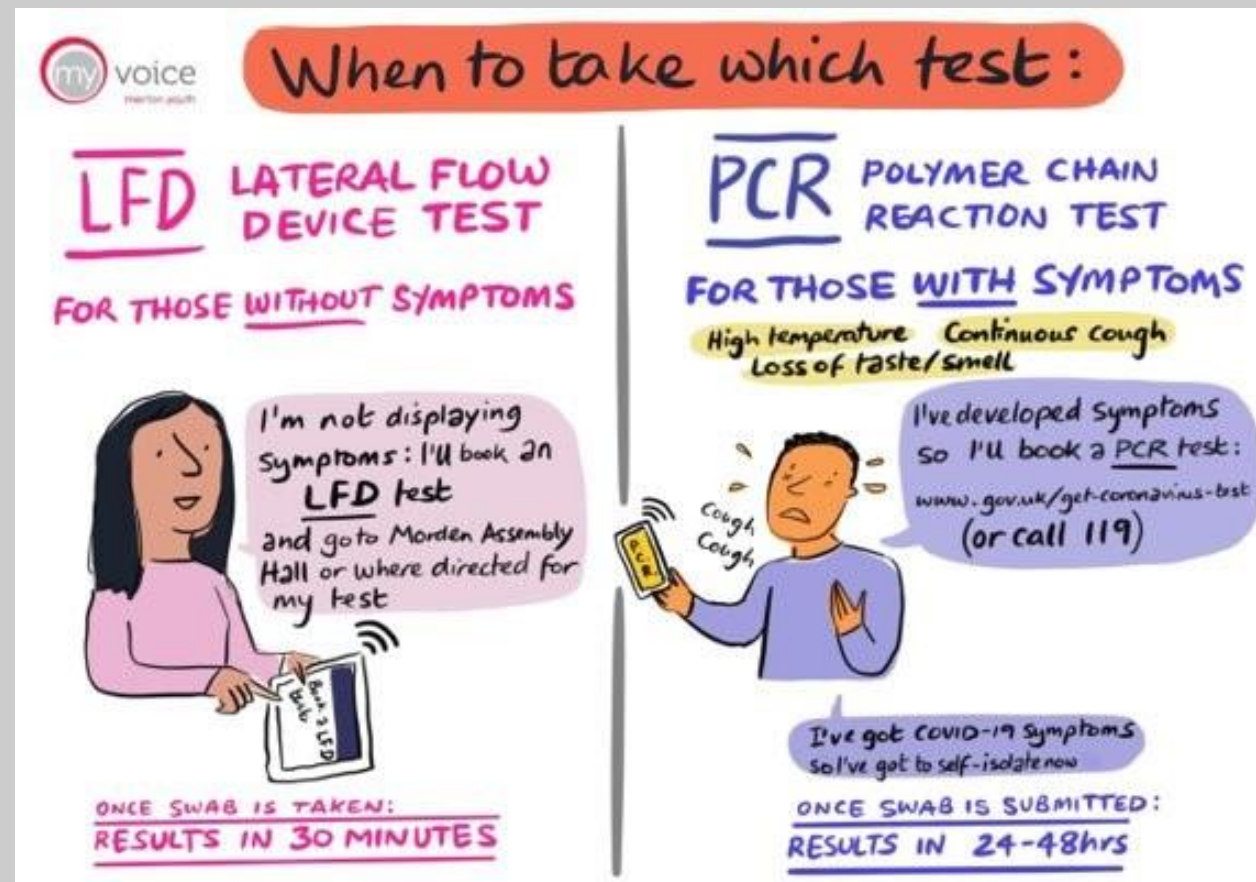 my voice
merton youth
When to take which test:
LFD LATERAL FLOW
DEVICE TEST
FOR THOSE WITHOUT SYMPTOMS
I'm not displaying
symptoms: I'll book an
LFD test
and go to Morden Assembly
Hall or where directed for
my test
Book a LFD
test
ONCE SWAB IS TAKEN:
RESULTS IN 30 MINUTES
PCR POLYMER CHAIN
REACTION TEST
FOR THOSE WITH SYMPTOMS
High temperature Continuous cough
Loss of taste/smell
I've developed symptoms
so I'll book a PCR test:
www.gov.uk/get-coronavirus-test
(or call 119)
Cough
Cough
PCR
I've got COVID-19 symptoms
so I've got to self-isolate now
ONCE SWAB IS SUBMITTED:
RESULTS IN 24-48hrs